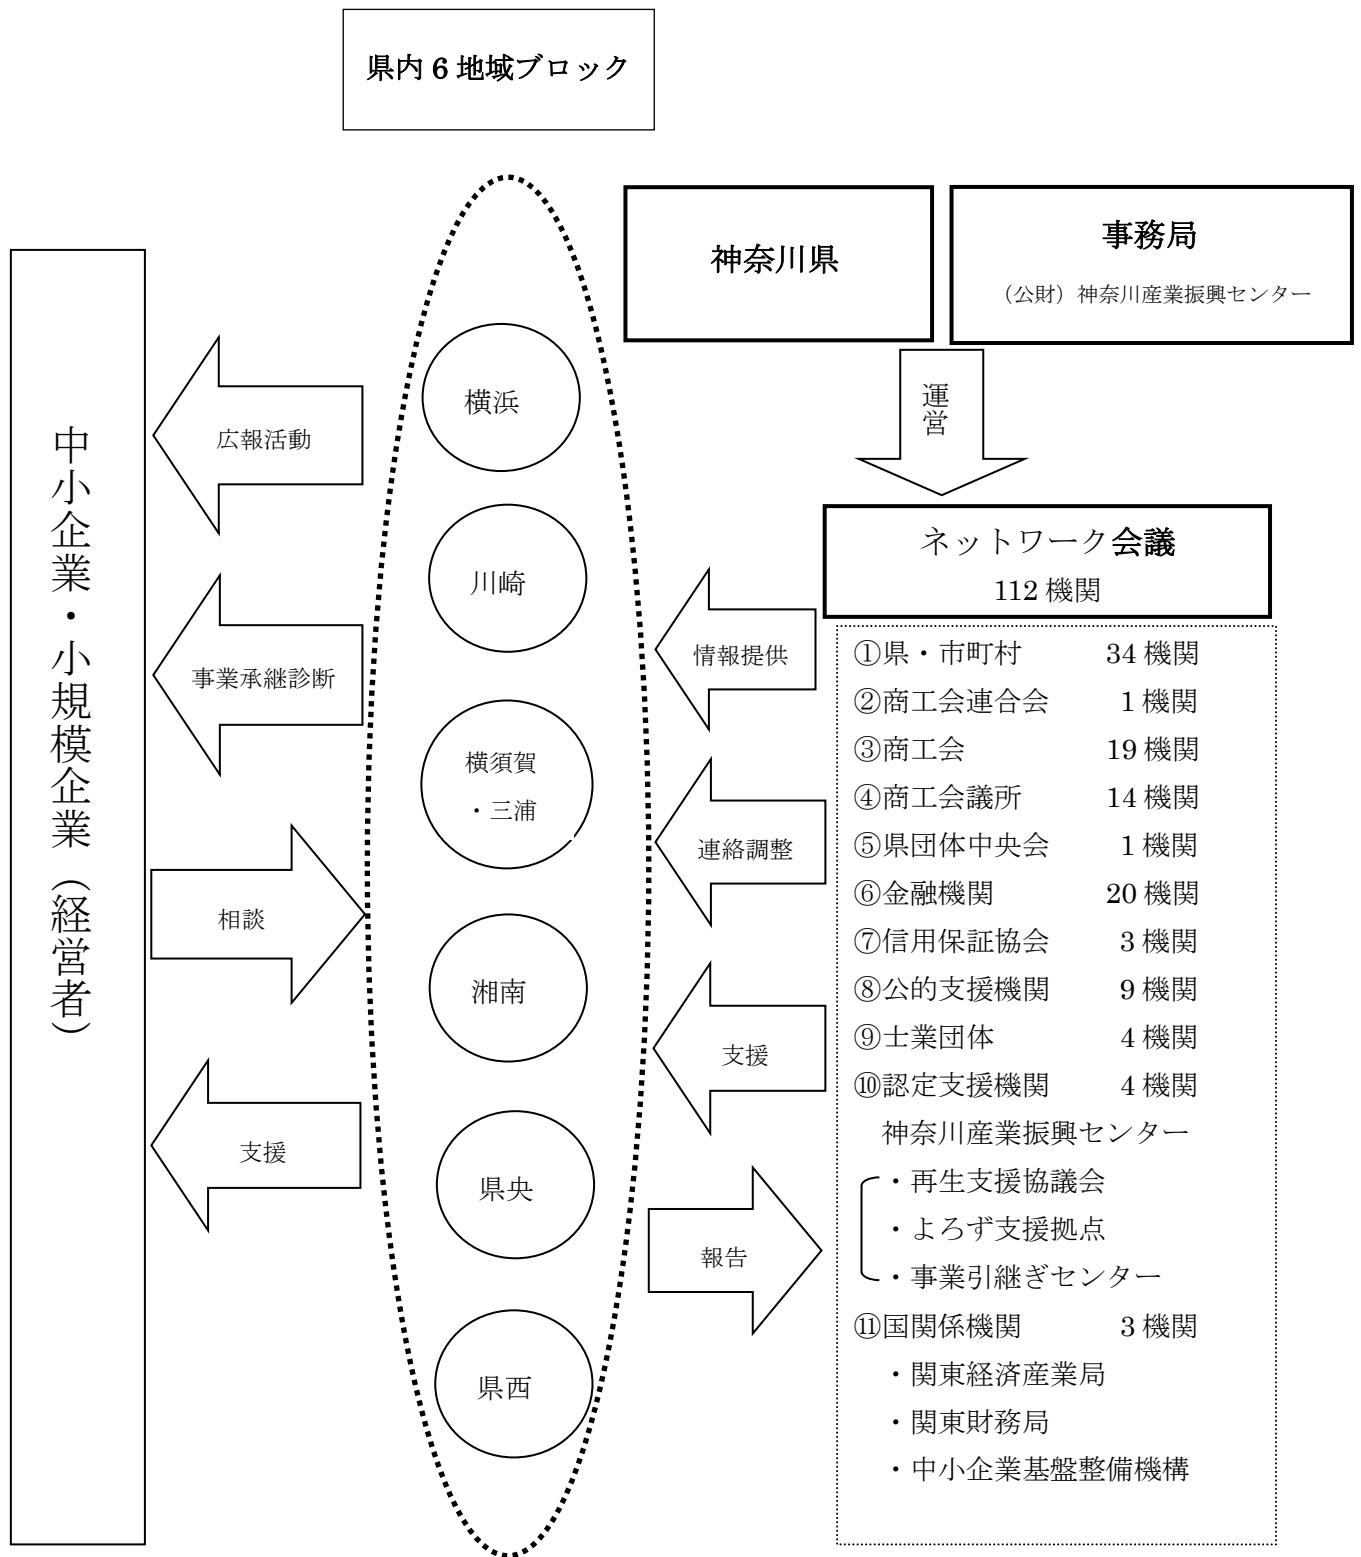 県内6地域ブロック
神奈川県
事務局
（公財）神奈川産業振興センター
運営
ネットワーク会議
112機関
中小企業・小規模企業（経営者）
広報活動
事業承継診断
相談
支援
横浜
川崎
横須賀
・三浦
湘南
県央
県西
情報提供
連絡調整
支援
報告
①県・市町村 34機関
②商工会連合会 1機関
③商工会 19機関
④商工会議所 14機関
⑤県団体中央会 1機関
⑥金融機関 20機関
⑦信用保証協会 3機関
⑧公的支援機関 9機関
⑨士業団体 4機関
⑩認定支援機関 4機関
神奈川産業振興センター
・再生支援協議会
・よろず支援拠点
・事業引継ぎセンター
⑪国関係機関 3機関
・関東経済産業局
・関東財務局
・中小企業基盤整備機構